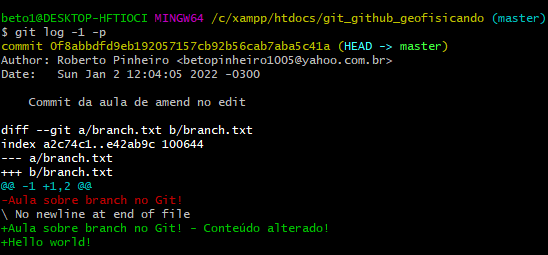 beto1@DESKTOP-HFTIOCI MINGW64 /c/xampp/htdocs/git_github_geofisicando (master)
$ git log -1 -p
commit 0f8abbdfd9eb192057157cb92b56cab7aba5c41a (HEAD -> master)
Author: Roberto Pinheiro <betopinheiro1005@yahoo.com.br>
Date:   Sun Jan 2 12:04:05 2022 -0300
    Commit da aula de amend no edit
diff --git a/branch.txt b/branch.txt
index a2c74c1..e42ab9c 100644
--- a/branch.txt
+++ b/branch.txt
@@ -1 +1,2 @@
-Aula sobre branch no Git!
\ No newline at end of file
+Aula sobre branch no Git! - Conteúdo alterado!
+Hello world!